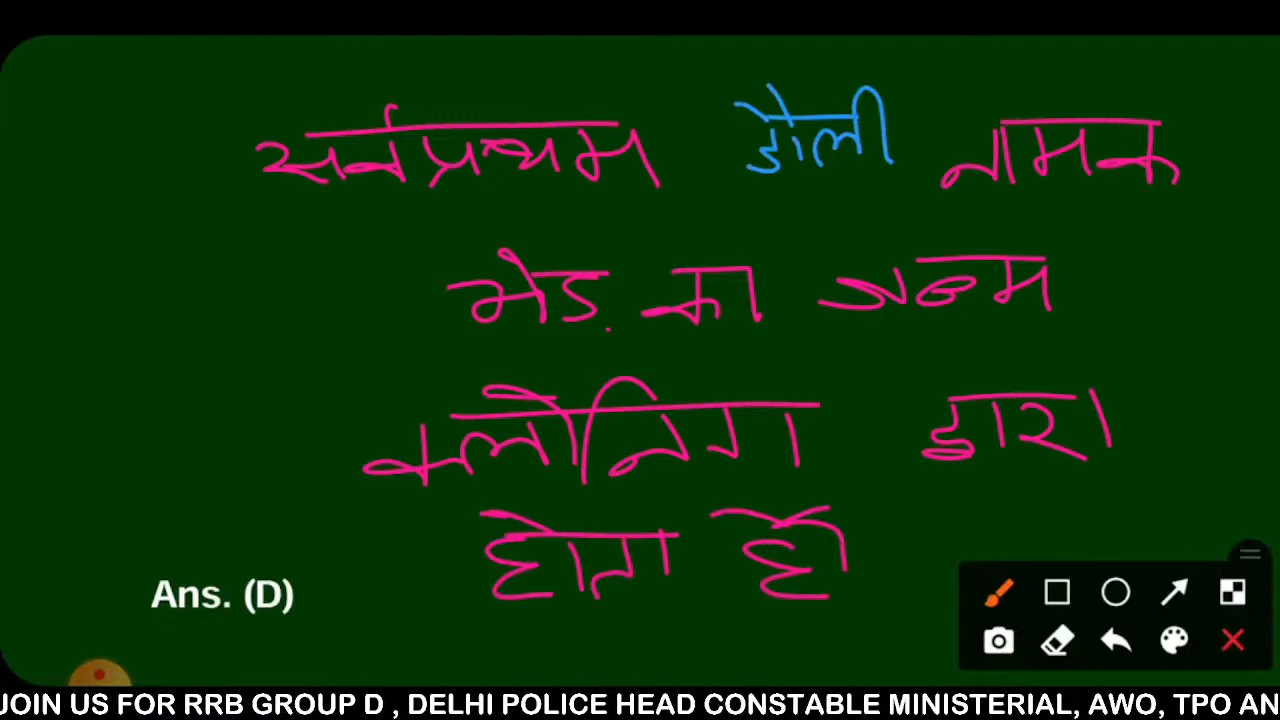 सर्वप्रथम डोली नामक
भेड़ का जन्म
क्लोनिग द्वारा
होता है
Ans. (D)
JOIN US FOR RRB GROUP D , DELHI POLICE HEAD CONSTABLE MINISTERIAL, AWO, TPO AN